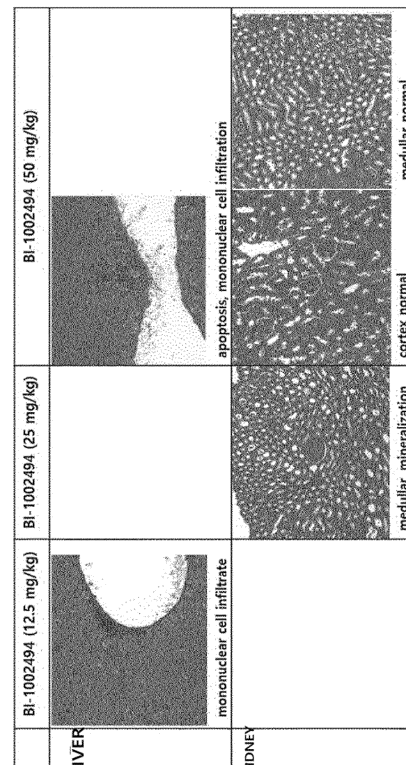 BI-1002494 (12.5 mg/kg)
BI-1002494 (25 mg/kg)
BI-1002494 (50 mg/kg)
IVER
mononuclear cell infiltrate
apoptosis, mononuclear cell infiltration
IDNEY
medullar, mineralization
cortex normal
medullar normal